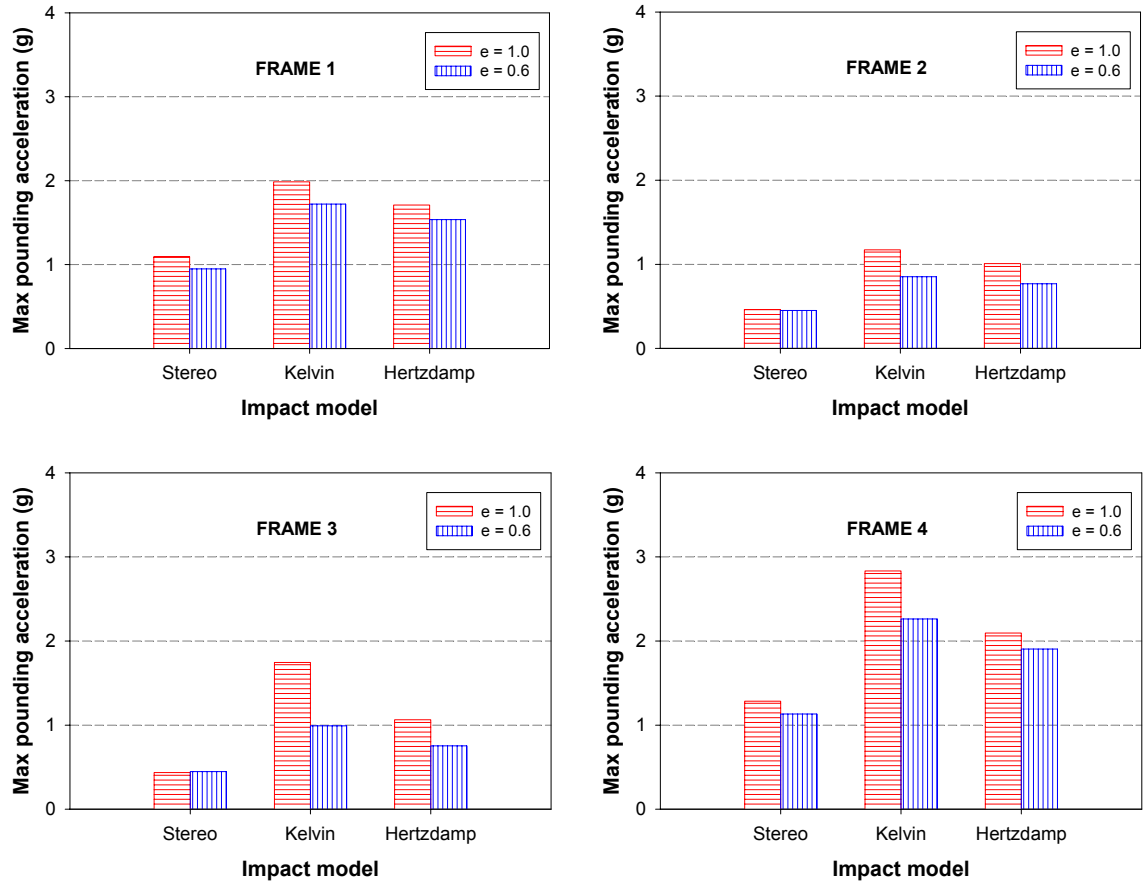 Max pounding acceleration (g)
4
3
2
1
0
FRAME 1
e = 1.0
e = 0.6
Stereo Kelvin Hertzdamp
Impact model
Max pounding acceleration (g)
4
3
2
1
0
FRAME 2
e = 1.0
e = 0.6
Stereo Kelvin Hertzdamp
Impact model
Max pounding acceleration (g)
4
3
2
1
0
FRAME 3
e = 1.0
e = 0.6
Stereo Kelvin Hertzdamp
Impact model
Max pounding acceleration (g)
4
3
2
1
0
FRAME 4
e = 1.0
e = 0.6
Stereo Kelvin Hertzdamp
Impact model